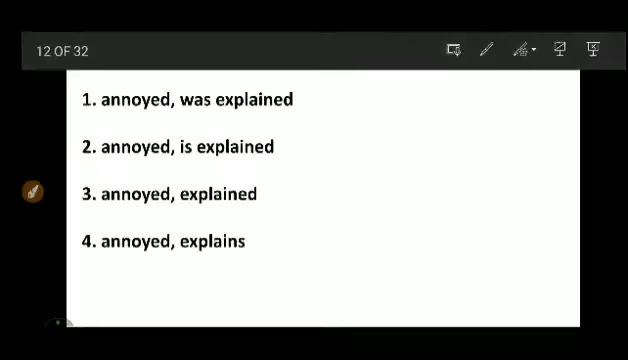 12 OF 32
1. annoyed, was explained
2. annoyed, is explained
3. annoyed, explained
4. annoyed, explains